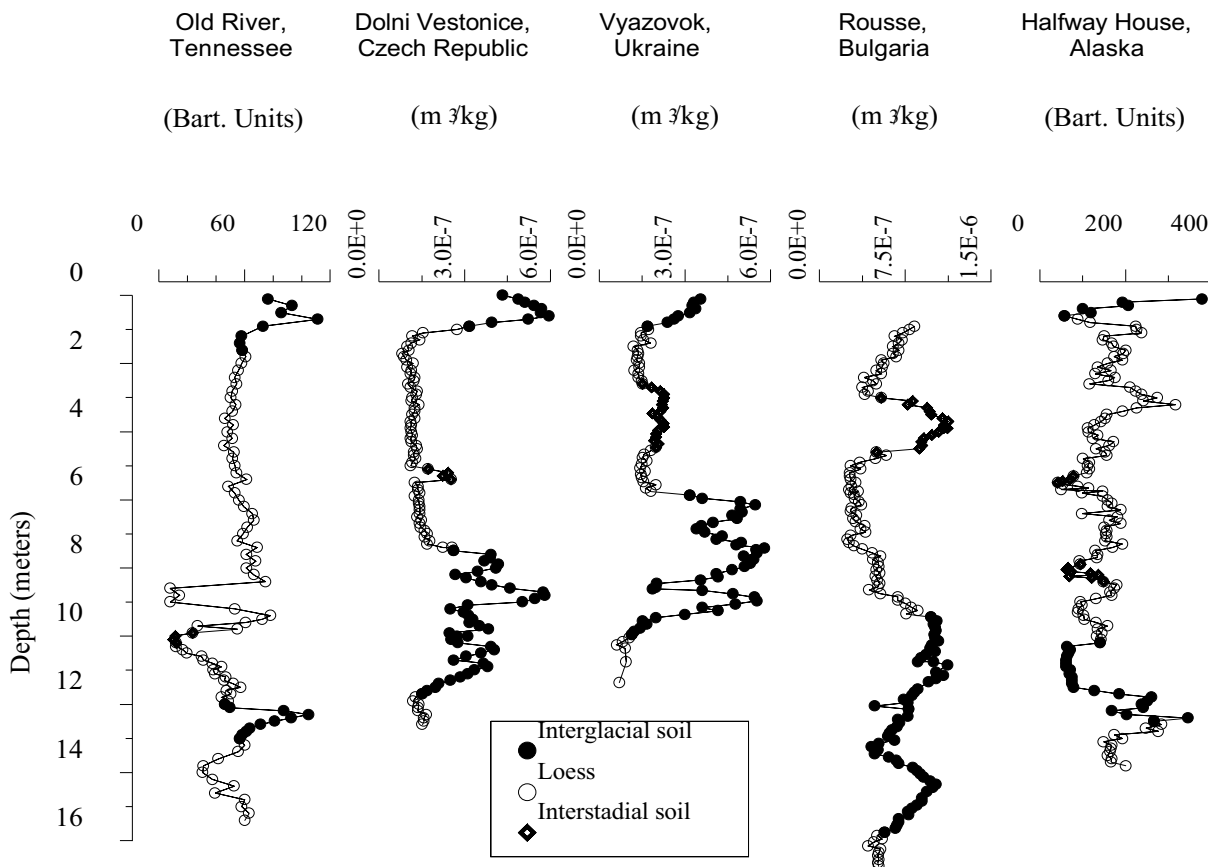 Old River,
Tennessee
Dolni Vestonice,
Czech Republic
Vyazovok,
Ukraine
Rousse,
Bulgaria
Halfway House,
Alaska
(Bart. Units)
(m 3/kg)
(m 3/kg)
(m 3/kg)
(Bart. Units)
0 60 120
0.0E+0 3.0E-7 6.0E-7
0.0E+0 3.0E-7 6.0E-7
0.0E+0 7.5E-7 1.5E-6
0 200 400
0
2
4
6
8
10
12
14
16
Depth (meters)
Interglacial soil
Loess
Interstadial soil